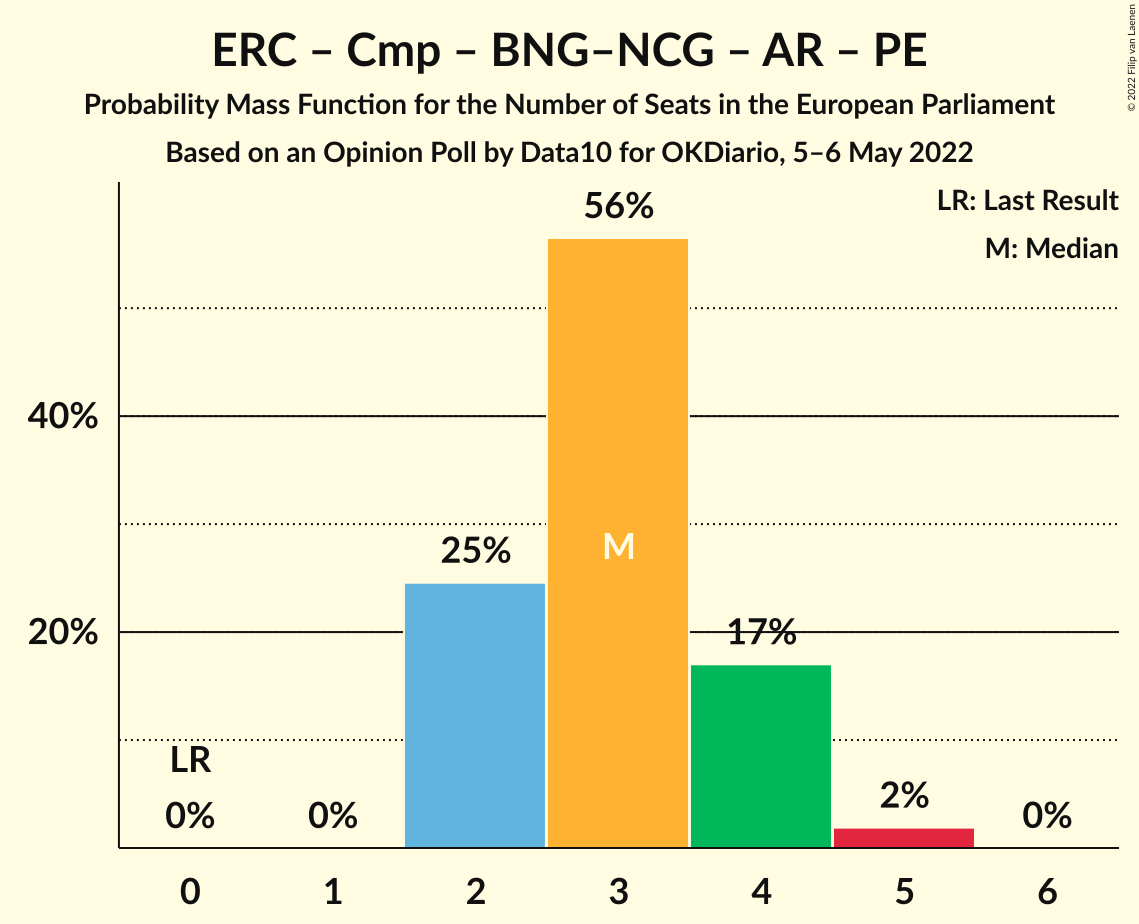 ERC – Cmp – BNG–NCG – AR – PE
Probability Mass Function for the Number of Seats in the European Parliament
Based on an Opinion Poll by Data10 for OKDiario, 5–6 May 2022
© 2022 Filip van Laenen
LR: Last Result
M: Median
56%
40%
25%
M
20%
17%
LR
0%
0%
2%
0%
0
1
2
3
4
5
6